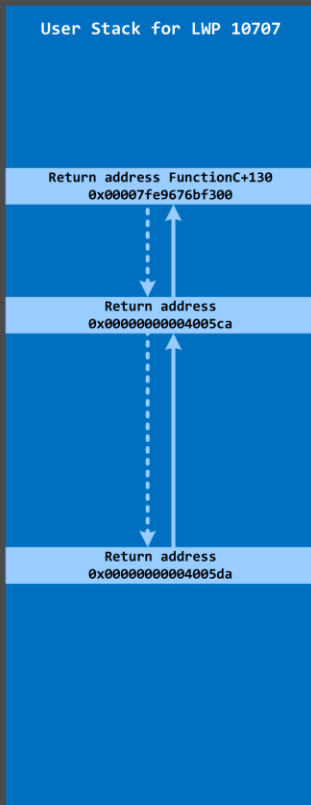 User Stack for LWP 10707
Return address FunctionC+130
0x00007fe9676bf300
Return address
0x00000000004005ca
Return address
0x00000000004005da